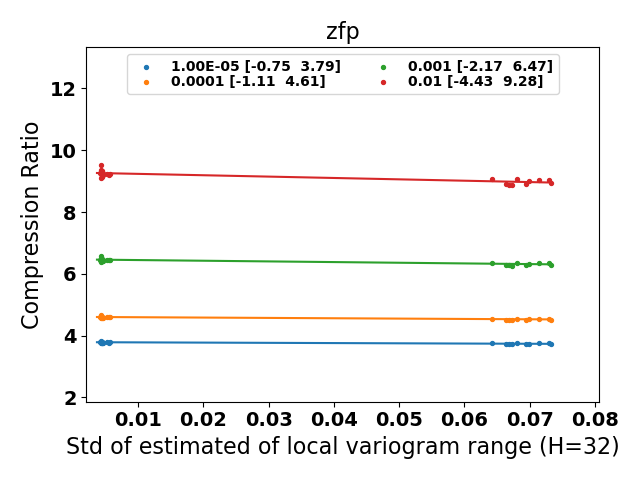 zfp
1.00E-05 [-0.75  3.79]
0.0001 [-1.11  4.61]
0.001 [-2.17  6.47]
0.01 [-4.43  9.28]
Compression Ratio
12
10
8
6
4
2
0.01 0.02 0.03 0.04 0.05 0.06 0.07 0.08
Std of estimated of local variogram range (H=32)